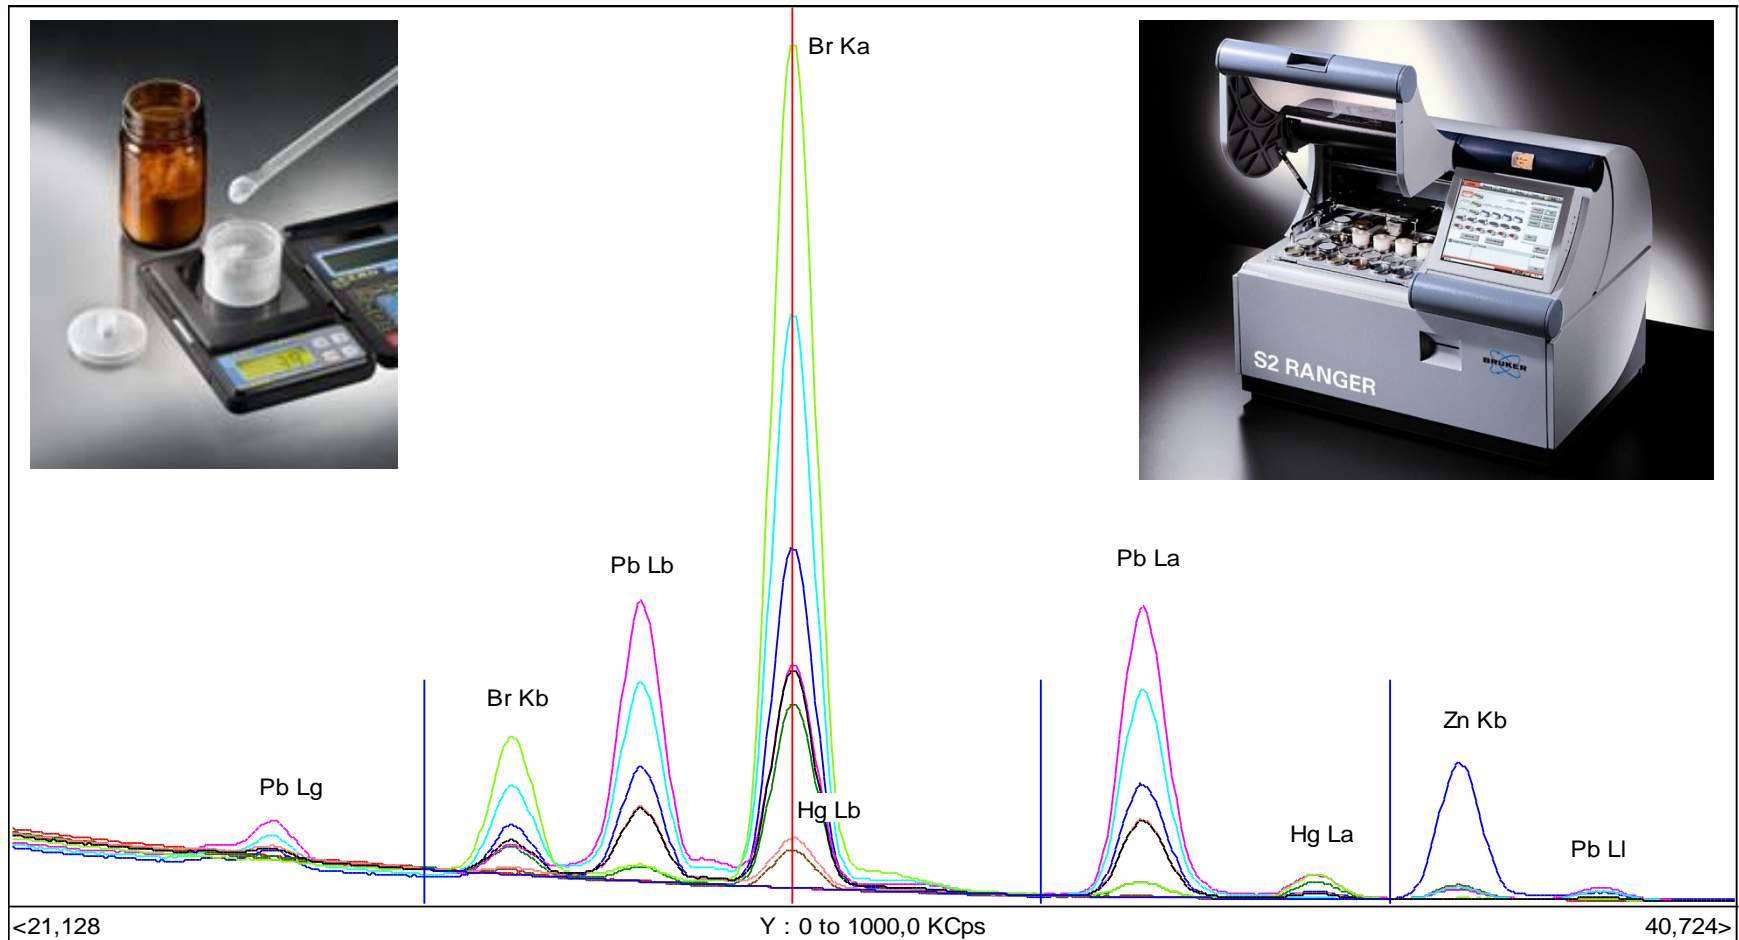 Br Ka
S2 RANGER
BRUKER
Pb Lb
Pb La
Br Kb
Zn Kb
Pb Lg
Hg Lb
Hg La
Pb Ll
<21,128
Y : 0 to 1000,0 KCps
40,724>